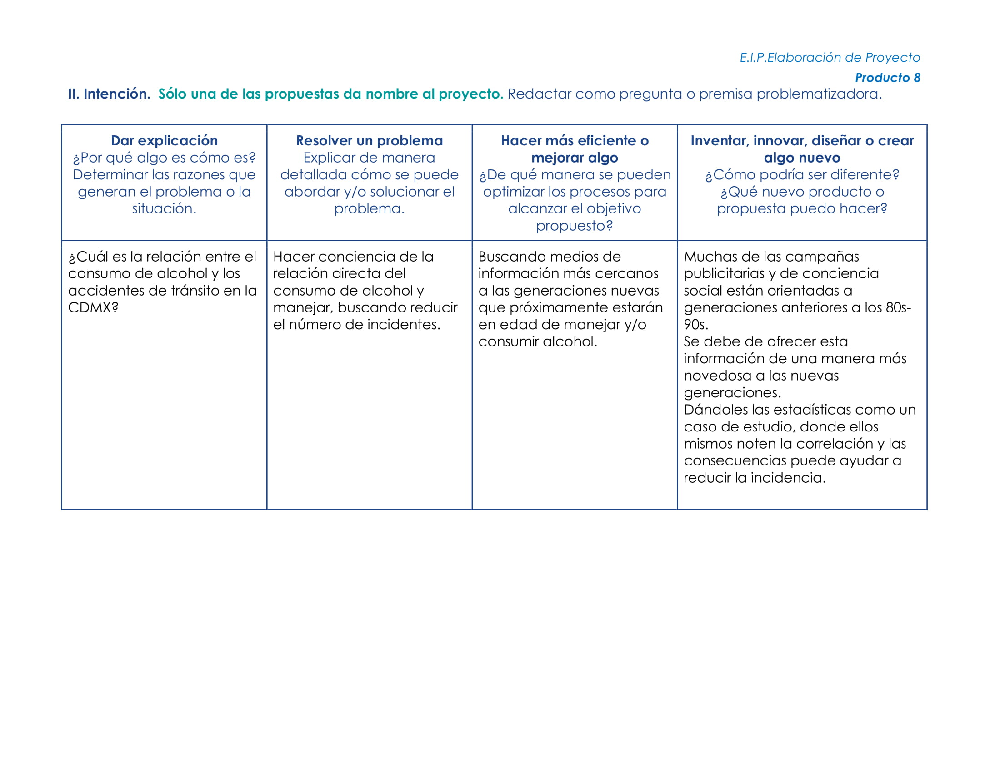 E.I.P.Elaboración de Proyecto
Producto 8
II. Intención. Sólo una de las propuestas da nombre al proyecto. Redactar como pregunta o premisa problematizadora.
Dar explicación
¿Por qué algo es cómo es?
Determinar las razones que
generan el problema o la
situación.
Resolver un problema
Explicar de manera
detallada cómo se puede
abordar y/o solucionar el
problema.
Hacer más eficiente o
mejorar algo
¿De qué manera se pueden
optimizar los procesos para
alcanzar el objetivo
propuesto?
Inventar, innovar, diseñar o crear
algo nuevo
¿Cómo podría ser diferente?
¿Qué nuevo producto o
propuesta puedo hacer?
¿Cuál es la relación entre el
consumo de alcohol y los
accidentes de tránsito en la
CDMX?
Hacer conciencia de la
relación directa del
consumo de alcohol y
manejar, buscando reducir
el número de incidentes.
Buscando medios de
información más cercanos
a las generaciones nuevas
que próximamente estarán
en edad de manejar y/o
consumir alcohol.
Muchas de las campañas
publicitarias y de conciencia
social están orientadas a
generaciones anteriores a los 80s-
90s.
Se debe de ofrecer esta
información de una manera más
novedosa a las nuevas
generaciones.
Dándoles las estadísticas como un
caso de estudio, donde ellos
mismos noten la correlación y las
consecuencias puede ayudar a
reducir la incidencia.